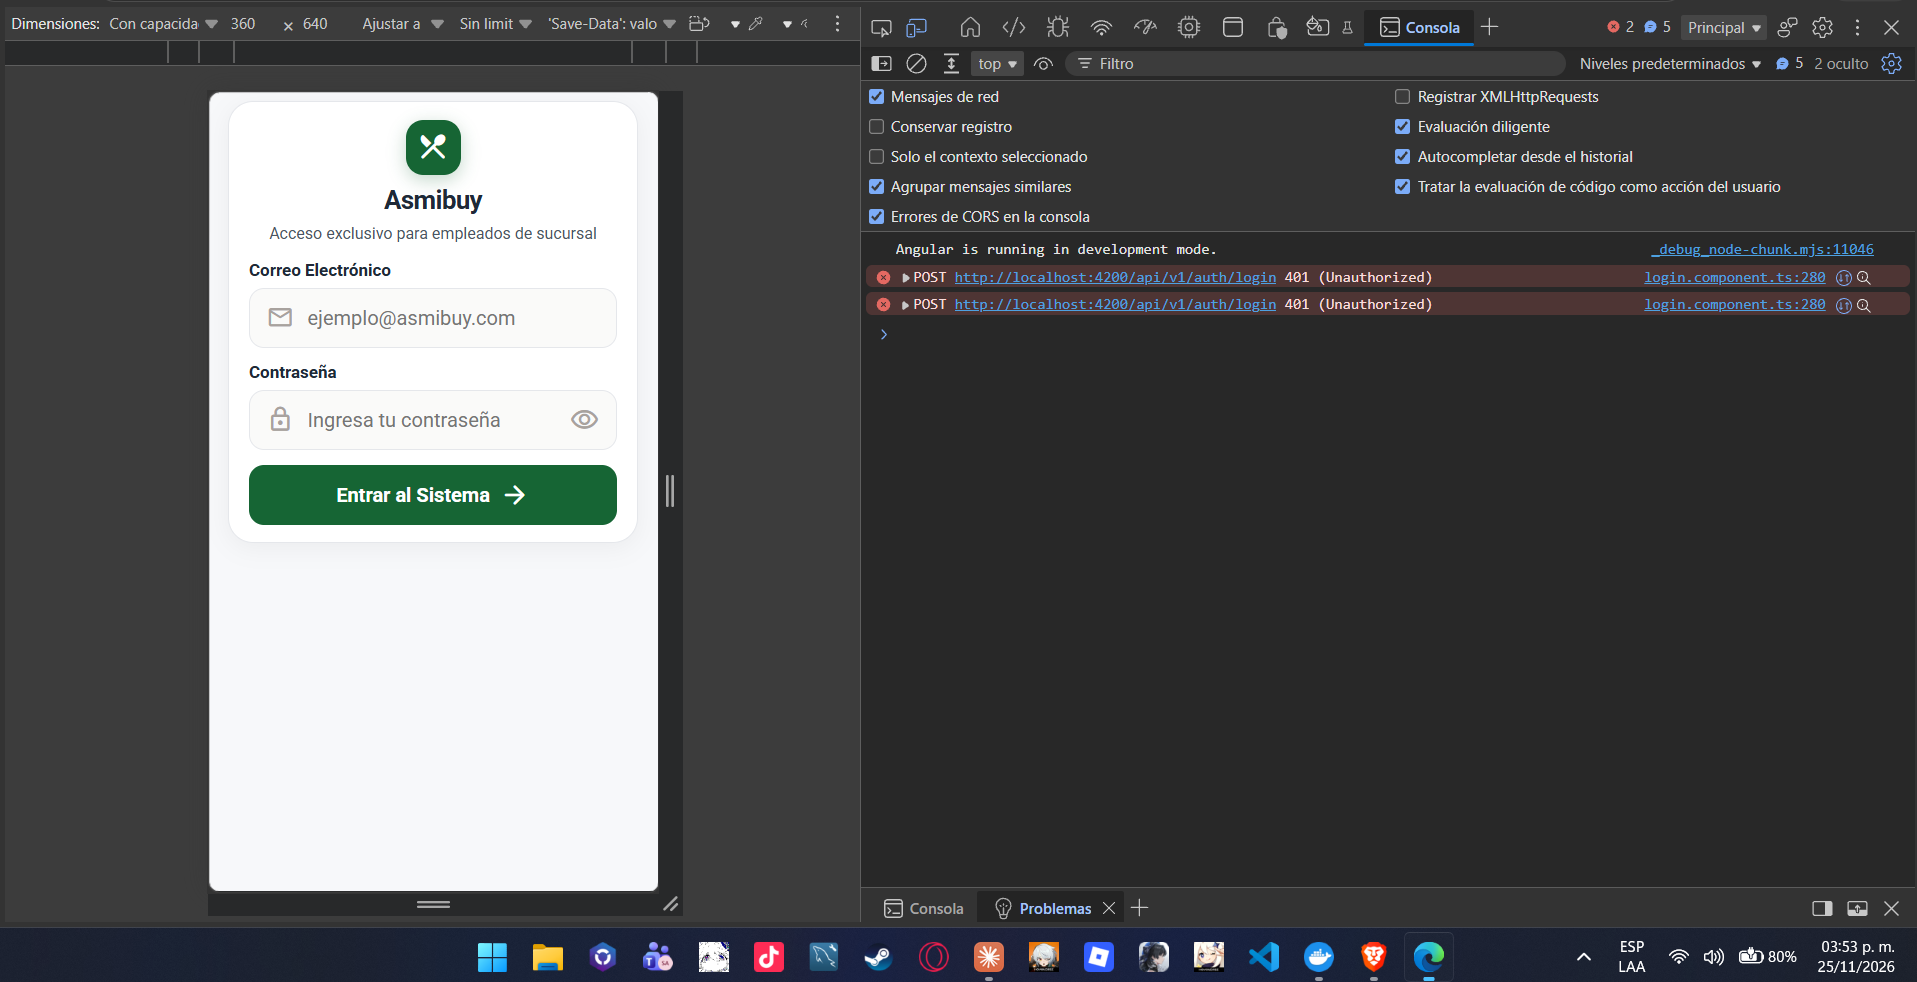 Dimensiones: Con capacida 360 × 640 Ajustar a Sin limit 'Save-Data': valo
Consola
2 5 Principal
top Filtro Niveles predeterminados 5 2 oculto
Mensajes de red
Registrar XMLHttpRequests
Conservar registro
Evaluación diligente
Solo el contexto seleccionado
Autocompletar desde el historial
Agrupar mensajes similares
Tratar la evaluación de código como acción del usuario
Errores de CORS en la consola
Angular is running in development mode. _debug_node-chunk.mjs:11046
POST http://localhost:4200/api/v1/auth/login 401 (Unauthorized) login.component.ts:280
POST http://localhost:4200/api/v1/auth/login 401 (Unauthorized) login.component.ts:280
Asmibuy
Acceso exclusivo para empleados de sucursal
Correo Electrónico
ejemplo@asmibuy.com
Contraseña
Ingresa tu contraseña
Entrar al Sistema
Consola Problemas
ESP
LAA
80%
03:53 p. m.
25/11/2026